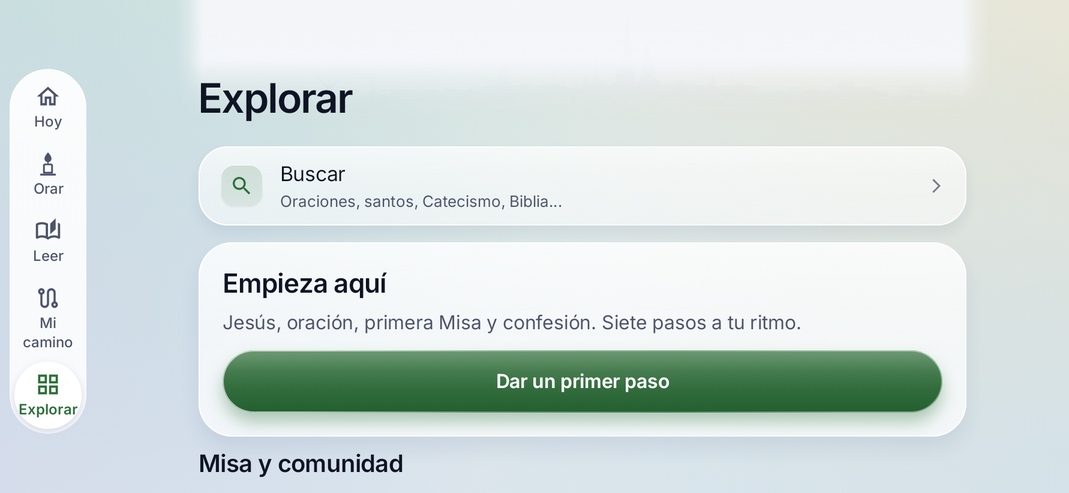 Explorar
Buscar
Oraciones, santos, Catecismo, Biblia...
Empieza aquí
Jesús, oración, primera Misa y confesión. Siete pasos a tu ritmo.
Dar un primer paso
Misa y comunidad
Hoy
Orar
Leer
Mi
camino
Explorar